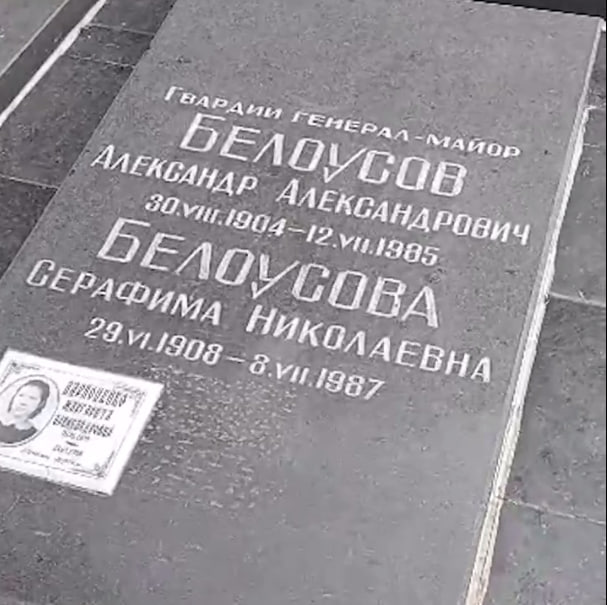 Гвардии генерал-майор
БЕЛОУСОВ
АЛЕКСАНДР АЛЕКСАНДРОВИЧ
30.VIII.1904–12.VII.1985
БЕЛОУСОВА
СЕРАФИМА НИКОЛАЕВНА
29.VI.1908–8.VII.1987